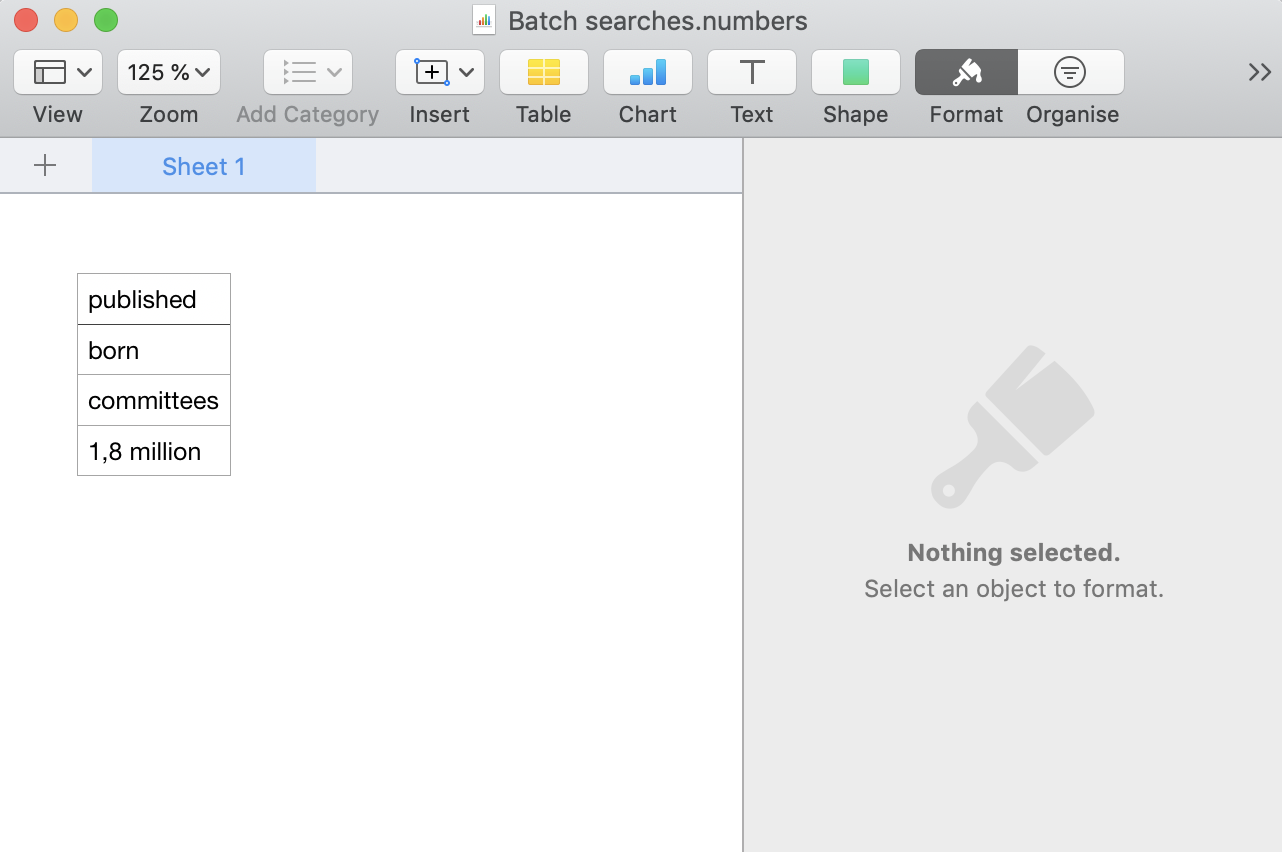 Batch searches.numbers
125 %
View Zoom Add Category Insert Table Chart Text Shape Format Organise
Sheet 1
published
born
committees
1,8 million
Nothing selected.
Select an object to format.